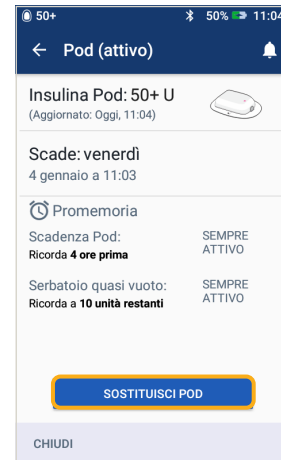 50+ 50% 11:04
Pod (attivo)
Insulina Pod: 50+ U
(Aggiornato: Oggi, 11:04)
Scade: venerdì
4 gennaio a 11:03
Promemoria
Scadenza Pod: SEMPRE
Ricorda 4 ore prima ATTIVO
Serbatoio quasi vuoto: SEMPRE
Ricorda a 10 unità restanti ATTIVO
SOSTITUISCI POD
CHIUDI